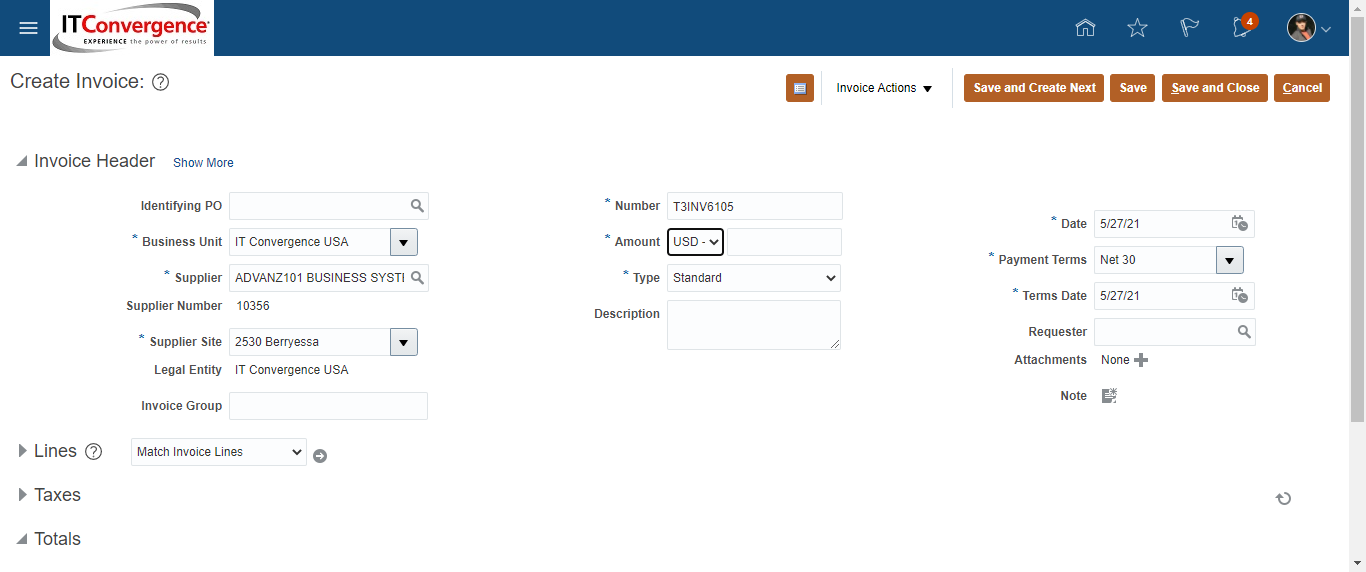 ITConvergence
EXPERIENCE the power of results
4
Create Invoice: ?
Invoice Actions
Save and Create Next
Save
Save and Close
Cancel
Invoice Header Show More
Identifying PO
* Business Unit IT Convergence USA
* Supplier ADVANZ101 BUSINESS SYSTE
Supplier Number 10356
* Supplier Site 2530 Berryessa
Legal Entity IT Convergence USA
Invoice Group
* Number T3INV6105
* Amount USD -
* Type Standard
Description
* Date 5/27/21
* Payment Terms Net 30
* Terms Date 5/27/21
Requester
Attachments None
Note
Lines ? Match Invoice Lines
Taxes
Totals